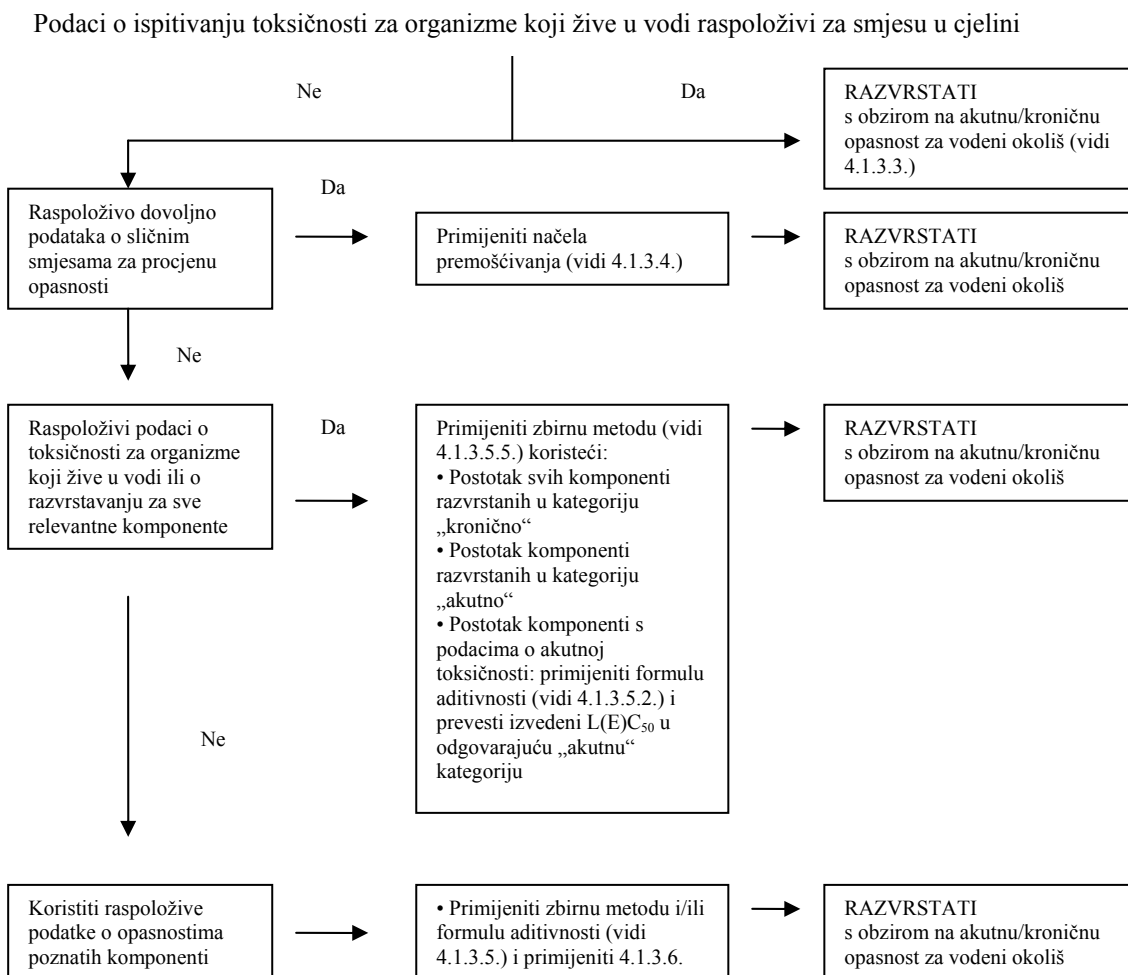 Podaci o ispitivanju toksičnosti za organizme koji žive u vodi raspoloživi za smjesu u cjelini
Ne
Da
RAZVRSTATI
s obzirom na akutnu/kroničnu
opasnost za vodeni okoliš (vidi
4.1.3.3.)
Raspoloživo dovoljno
podataka o sličnim
smjesama za procjenu
opasnosti
Da
Primijeniti načela
premošćivanja (vidi 4.1.3.4.)
RAZVRSTATI
s obzirom na akutnu/kroničnu
opasnost za vodeni okoliš
Ne
Raspoloživi podaci o
toksičnosti za organizme
koji žive u vodi ili o
razvrstavanju za sve
relevantne komponente
Da
Primijeniti zbirnu metodu (vidi
4.1.3.5.5.) koristeći:
• Postotak svih komponenti
razvrstanih u kategoriju
„kronično“
• Postotak komponenti
razvrstanih u kategoriju
„akutno“
• Postotak komponenti s
podacima o akutnoj
toksičnosti: primijeniti formulu
aditivnosti (vidi 4.1.3.5.2.) i
prevesti izvedeni L(E)C₅₀ u
odgovarajuću „akutnu“
kategoriju
RAZVRSTATI
s obzirom na akutnu/kroničnu
opasnost za vodeni okoliš
Ne
Koristiti raspoložive
podatke o opasnostima
poznatih komponenti
• Primijeniti zbirnu metodu i/ili
formulu aditivnosti (vidi
4.1.3.5.) i primijeniti 4.1.3.6.
RAZVRSTATI
s obzirom na akutnu/kroničnu
opasnost za vodeni okoliš